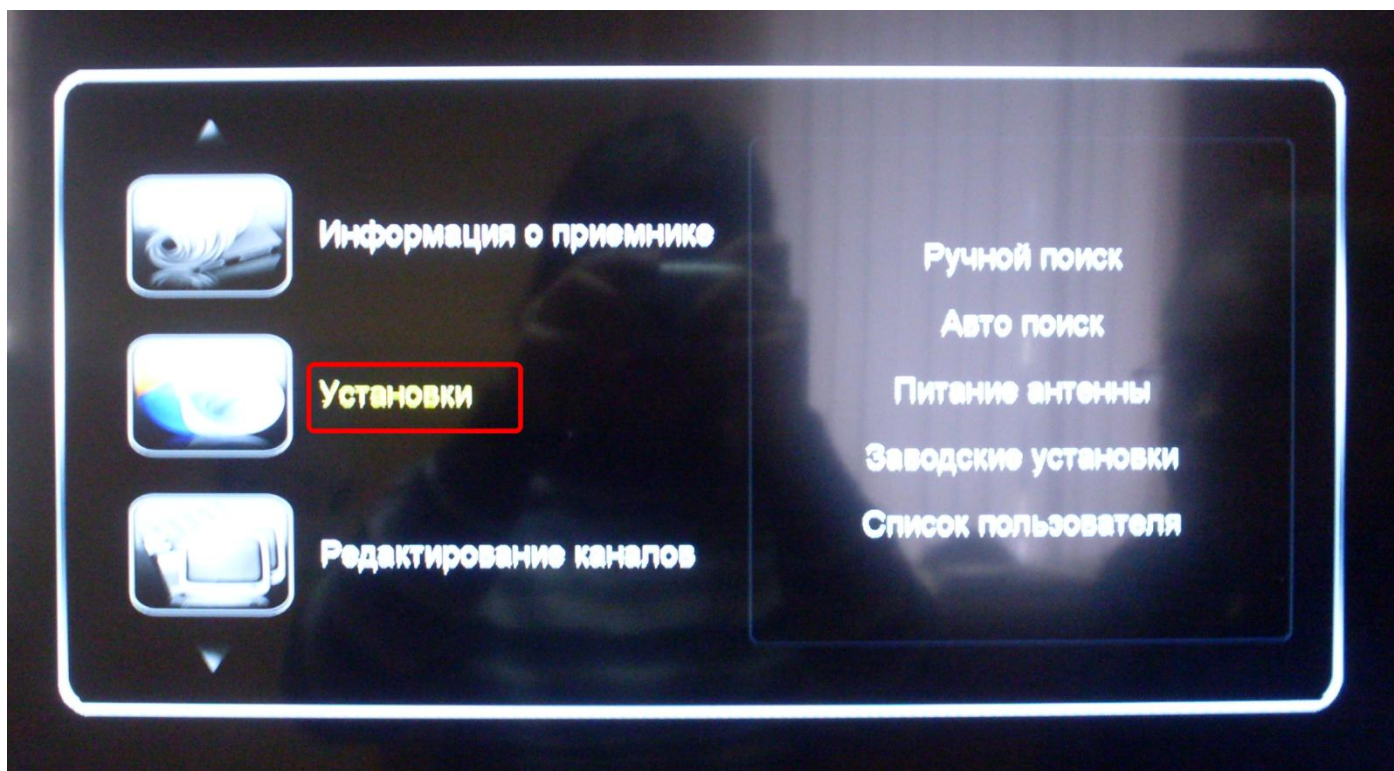 Информация о приемнике
Установки
Редактирование каналов
Ручной поиск
Авто поиск
Питание антенны
Заводские установки
Список пользователя